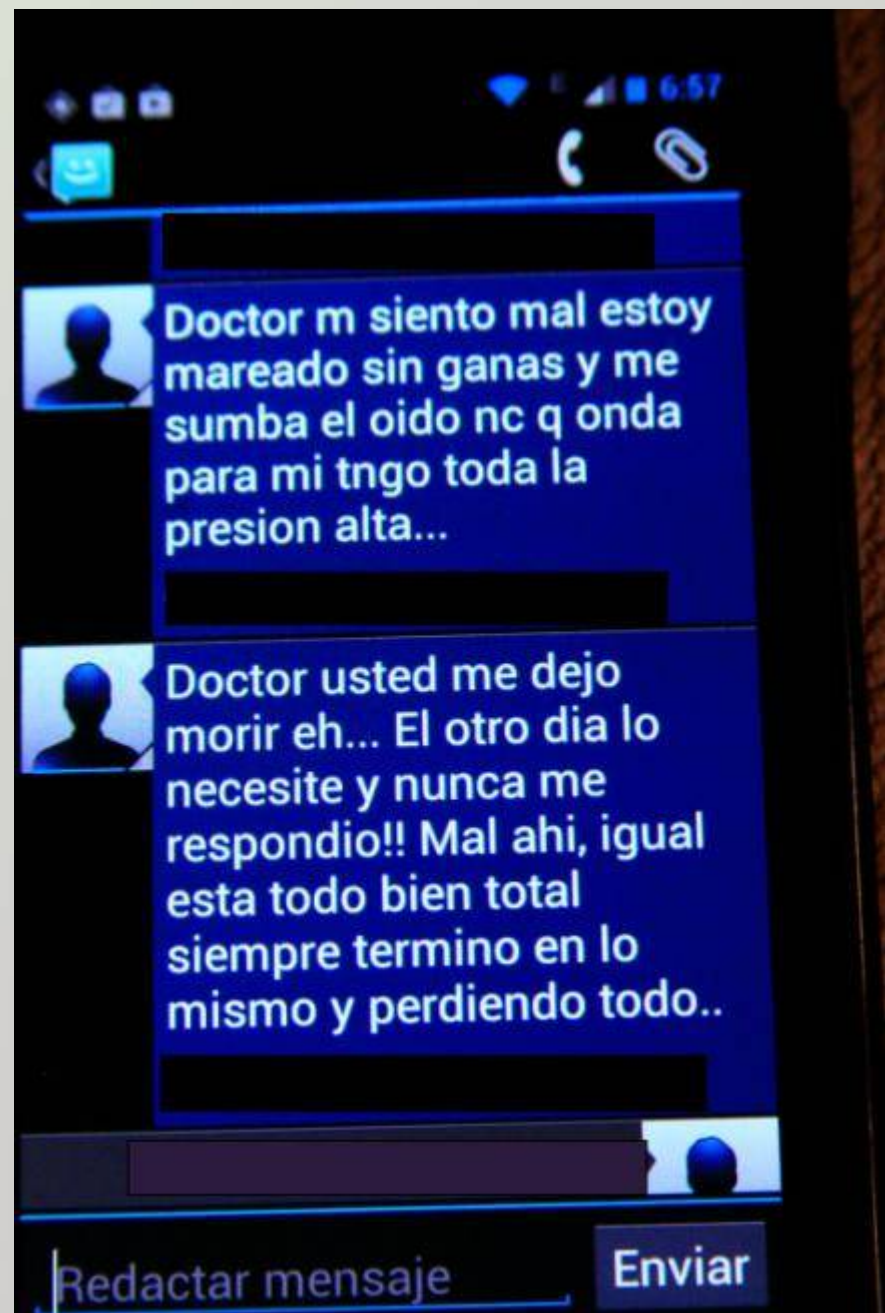 6:57
Doctor m siento mal estoy
mareado sin ganas y me
sumba el oido nc q onda
para mi tngo toda la
presion alta...
Doctor usted me dejo
morir eh... El otro dia lo
necesite y nunca me
respondio!! Mal ahi, igual
esta todo bien total
siempre termino en lo
mismo y perdiendo todo..
Redactar mensaje
Enviar